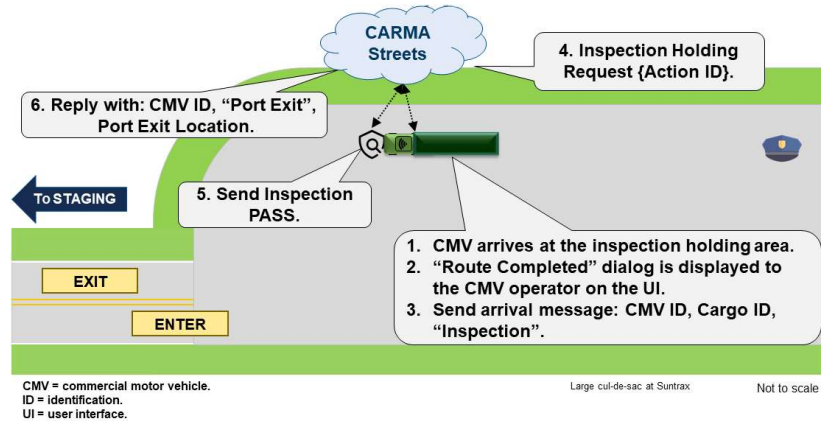 CARMA
Streets
4. Inspection Holding
Request {Action ID}.
6. Reply with: CMV ID, “Port Exit”,
Port Exit Location.
5. Send Inspection
PASS.
To STAGING
1. CMV arrives at the inspection holding area.
2. “Route Completed” dialog is displayed to
the CMV operator on the UI.
3. Send arrival message: CMV ID, Cargo ID,
“Inspection”.
EXIT
ENTER
CMV = commercial motor vehicle.
ID = identification.
UI = user interface.
Large cul-de-sac at Suntrax
Not to scale